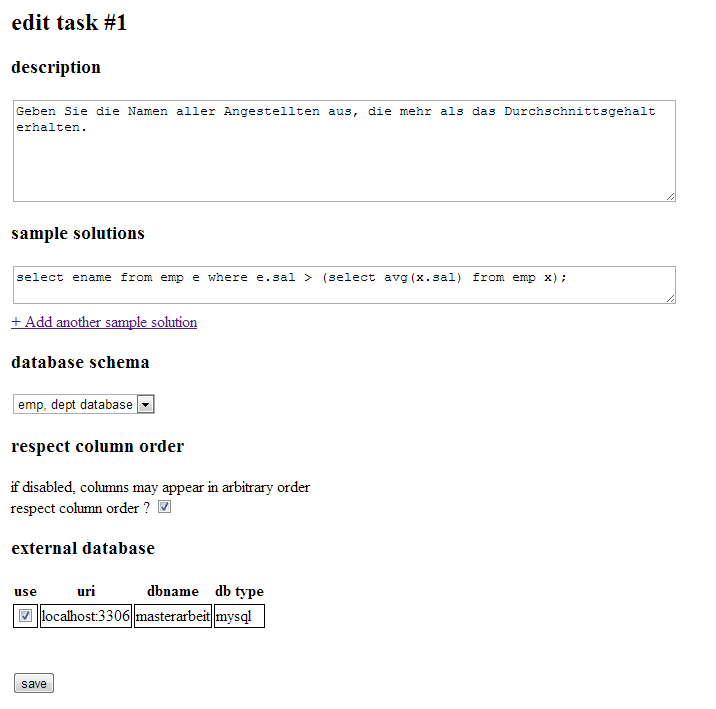 edit task #1
description
Geben Sie die Namen aller Angestellten aus, die mehr als das Durchschnittsgehalt
erhalten.
sample solutions
select ename from emp e where e.sal > (select avg(x.sal) from emp x);
+ Add another sample solution
database schema
emp, dept database
respect column order
if disabled, columns may appear in arbitrary order
respect column order ?
external database
use uri dbname db type
localhost:3306 masterarbeit mysql
save